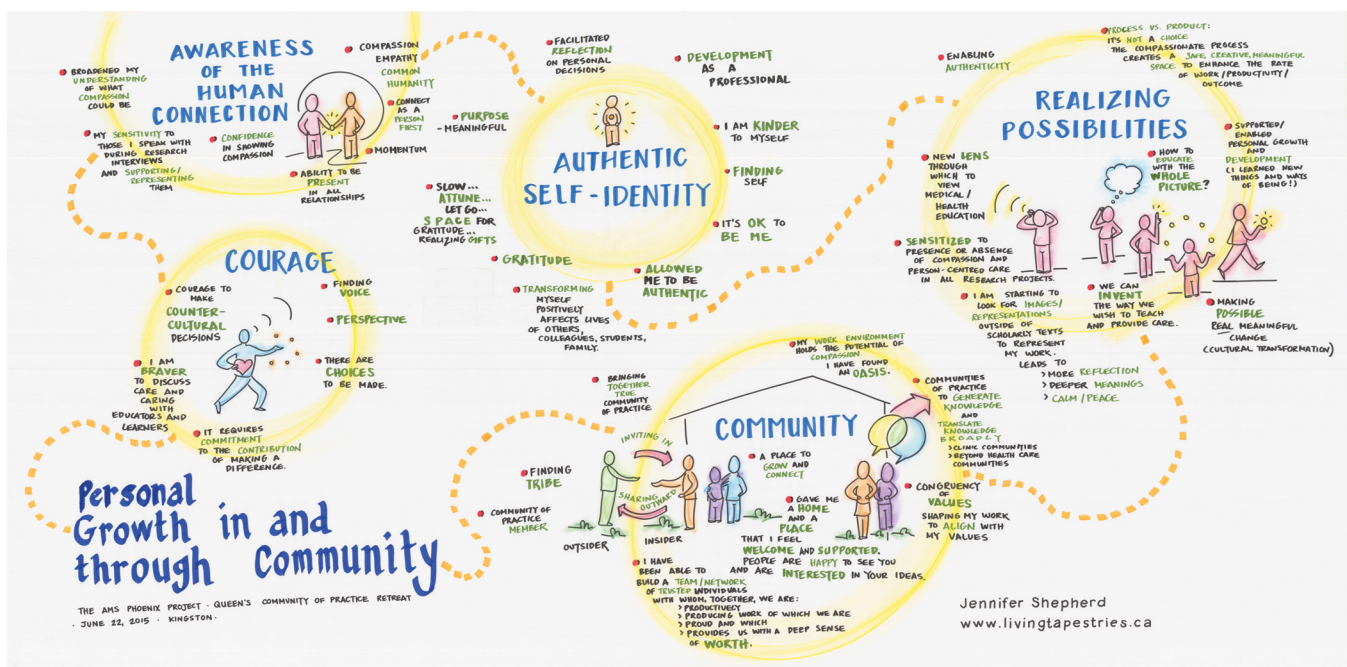 AWARENESS
OF THE
HUMAN
CONNECTION
BROADENED MY
UNDERSTANDING
OF WHAT
COMPASSION
COULD BE
MY SENSITIVITY TO
THOSE I SPEAK WITH
DURING RESEARCH
INTERVIEWS
AND SUPPORTING/
REPRESENTING
THEM
CONFIDENCE
IN SHOWING
COMPASSION
COMPASSION
EMPATHY
COMMON
HUMANITY
CONNECT
AS A
PERSON
FIRST
MOMENTUM
ABILITY TO BE
PRESENT
IN ALL
RELATIONSHIPS
AUTHENTIC
SELF-IDENTITY
FACILITATED
REFLECTION
ON PERSONAL
DECISIONS
DEVELOPMENT
AS A
PROFESSIONAL
PURPOSE
-MEANINGFUL
I AM KINDER
TO MYSELF
FINDING
SELF
SLOW...
ATTUNE...
LET GO...
SPACE FOR
GRATITUDE...
REALIZING GIFTS
IT'S OK TO
BE ME
GRATITUDE
ALLOWED
ME TO BE
AUTHENTIC
TRANSFORMING
MYSELF
POSITIVELY
AFFECTS LIVES
OF OTHERS,
COLLEAGUES, STUDENTS,
FAMILY.
REALIZING
POSSIBILITIES
ENABLING
AUTHENTICITY
PROCESS VS. PRODUCT:
IT'S NOT A CHOICE
THE COMPASSIONATE PROCESS
CREATES A SAFE, CREATIVE, MEANINGFUL
SPACE TO ENHANCE THE RATE
OF WORK/PRODUCTIVITY/
OUTCOME
NEW LENS
THROUGH
WHICH TO
VIEW
MEDICAL/
HEALTH
EDUCATION
HOW TO
EDUCATE
WITH THE
WHOLE
PICTURE?
SUPPORTED/
ENABLED
PERSONAL GROWTH
AND
DEVELOPMENT
(I LEARNED NEW
THINGS AND WAYS
OF BEING!)
SENSITIZED TO
PRESENCE OR ABSENCE
OF COMPASSION AND
PERSON-CENTRED CARE
IN ALL RESEARCH PROJECTS.
I AM STARTING TO
LOOK FOR IMAGES/
REPRESENTATIONS
OUTSIDE OF
SCHOLARLY TEXTS
TO REPRESENT
MY WORK.
LEADS TO
> MORE REFLECTION
> DEEPER MEANINGS
> CALM/PEACE
WE CAN
INVENT
THE WAY WE
WISH TO TEACH
AND PROVIDE CARE.
MAKING
POSSIBLE
REAL MEANINGFUL
CHANGE
(CULTURAL TRANSFORMATION)
COURAGE
COURAGE TO
MAKE
COUNTER-
CULTURAL
DECISIONS
FINDING
VOICE
PERSPECTIVE
THERE ARE
CHOICES
TO BE MADE.
I AM
BRAVER
TO DISCUSS
CARE AND
CARING
WITH
EDUCATORS AND
LEARNERS
IT REQUIRES
COMMITMENT
TO THE CONTRIBUTION
OF MAKING A
DIFFERENCE.
COMMUNITY
MY WORK ENVIRONMENT
HOLDS THE POTENTIAL OF
COMPASSION.
I HAVE FOUND
AN OASIS.
BRINGING
TOGETHER
TRUE
COMMUNITY
OF PRACTICE
INVITING IN
SHARING
OUTWARD
OUTSIDER
INSIDER
FINDING
TRIBE
COMMUNITY OF
PRACTICE
MEMBER
A PLACE TO
GROW AND
CONNECT
GAVE ME
A HOME
AND A
PLACE
THAT I FEEL
WELCOME AND SUPPORTED.
PEOPLE ARE HAPPY TO SEE YOU
AND ARE INTERESTED IN YOUR IDEAS.
COMMUNITIES
OF PRACTICE
TO GENERATE
KNOWLEDGE
AND
TRANSLATE
KNOWLEDGE
BROADLY
> CLINIC COMMUNITIES
> BEYOND HEALTH CARE
COMMUNITIES
CONGRUENCY
OF
VALUES
SHAPING MY WORK
TO ALIGN WITH
MY VALUES
I HAVE
BEEN ABLE TO
BUILD A TEAM/NETWORK
OF TRUSTED INDIVIDUALS
WITH WHOM, TOGETHER, WE ARE:
> PRODUCTIVELY
> PRODUCING WORK OF WHICH WE ARE
> PROUD AND WHICH
> PROVIDES US WITH A DEEP SENSE
OF WORTH.
Personal
Growth in and
through Community
THE AMS PHOENIX PROJECT · QUEEN'S COMMUNITY OF PRACTICE RETREAT
· JUNE 22, 2015 · KINGSTON ·
Jennifer Shepherd
www.livingtapestries.ca